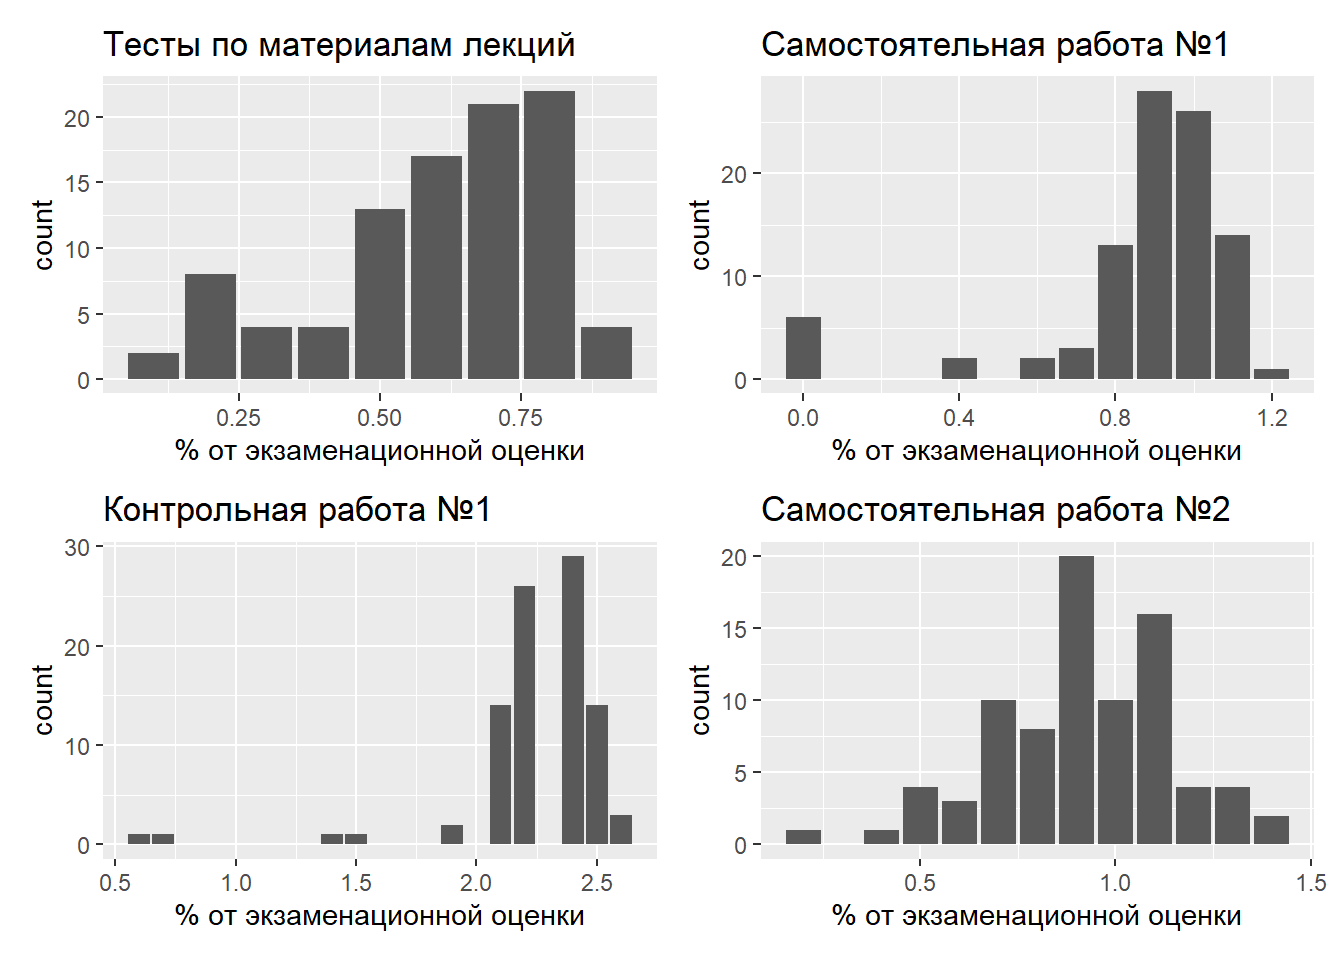 Тесты по материалам лекций
20
15
10
5
0
count
0.25 0.50 0.75
% от экзаменационной оценки
Самостоятельная работа №1
20
10
0
count
0.0 0.4 0.8 1.2
% от экзаменационной оценки
Контрольная работа №1
30
20
10
0
count
0.5 1.0 1.5 2.0 2.5
% от экзаменационной оценки
Самостоятельная работа №2
20
15
10
5
0
count
0.5 1.0 1.5
% от экзаменационной оценки